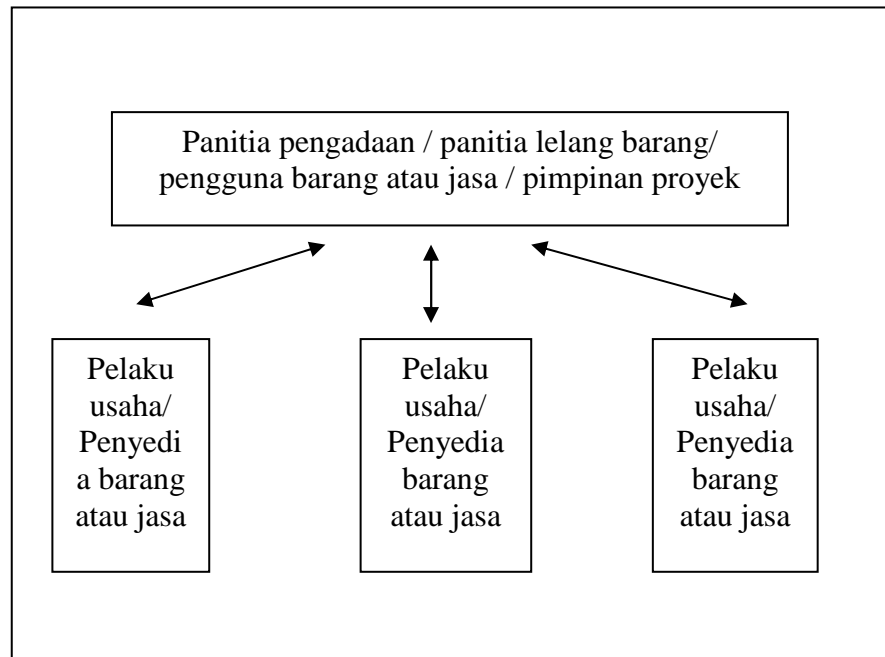 Panitia pengadaan / panitia lelang barang/
pengguna barang atau jasa / pimpinan proyek
Pelaku
usaha/
Penyedi
a barang
atau jasa
Pelaku
usaha/
Penyedia
barang
atau jasa
Pelaku
usaha/
Penyedia
barang
atau jasa